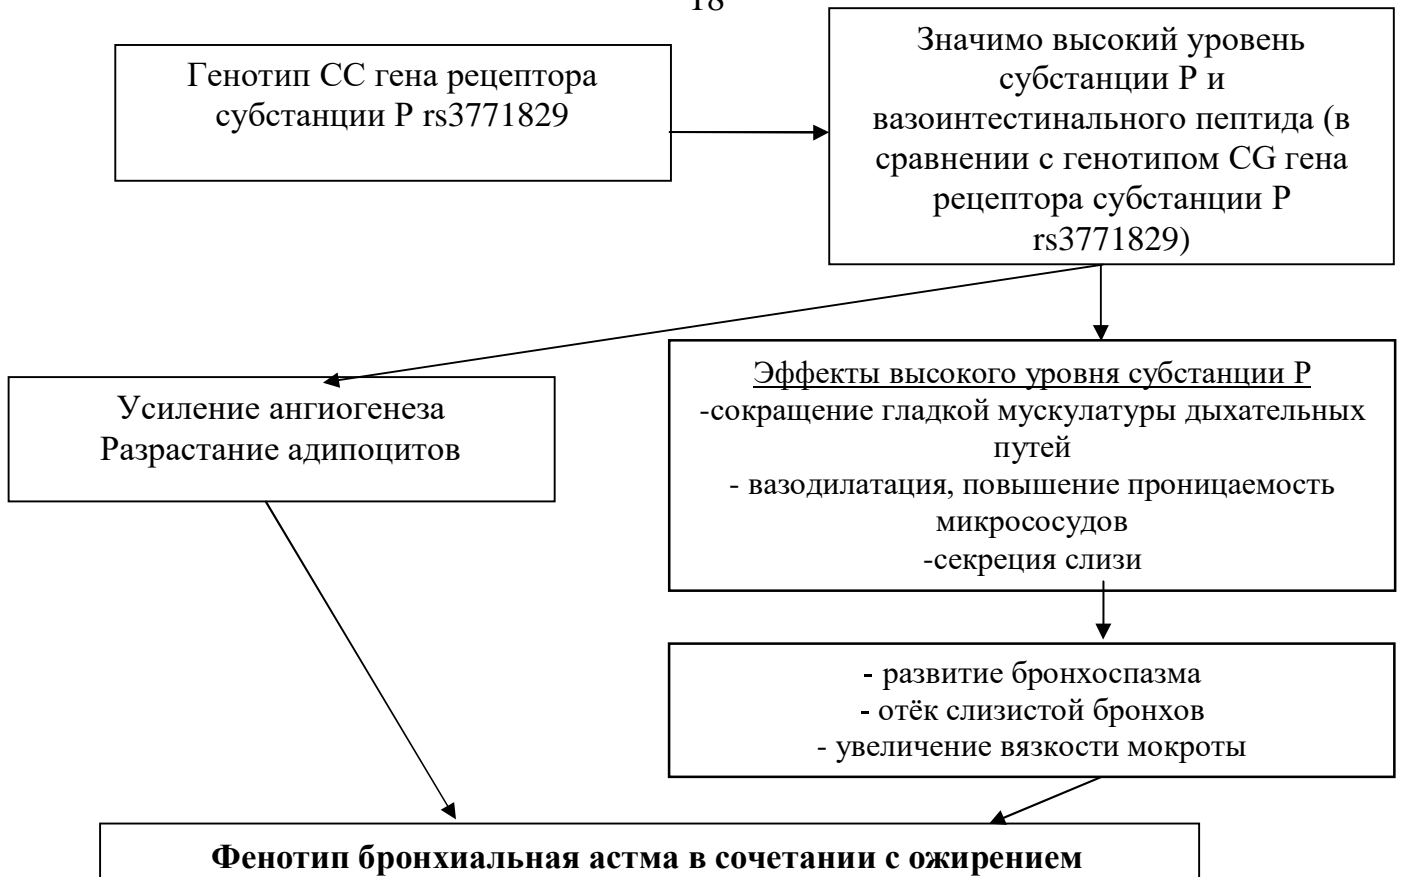 18
Генотип СС гена рецептора
субстанции Р rs3771829
Значимо высокий уровень
субстанции Р и
вазоинтестинального пептида (в
сравнении с генотипом CG гена
рецептора субстанции Р
rs3771829)
Усиление ангиогенеза
Разрастание адипоцитов
Эффекты высокого уровня субстанции Р
-сокращение гладкой мускулатуры дыхательных
путей
- вазодилатация, повышение проницаемость
микрососудов
-секреция слизи
- развитие бронхоспазма
- отёк слизистой бронхов
- увеличение вязкости мокроты
Фенотип бронхиальная астма в сочетании с ожирением